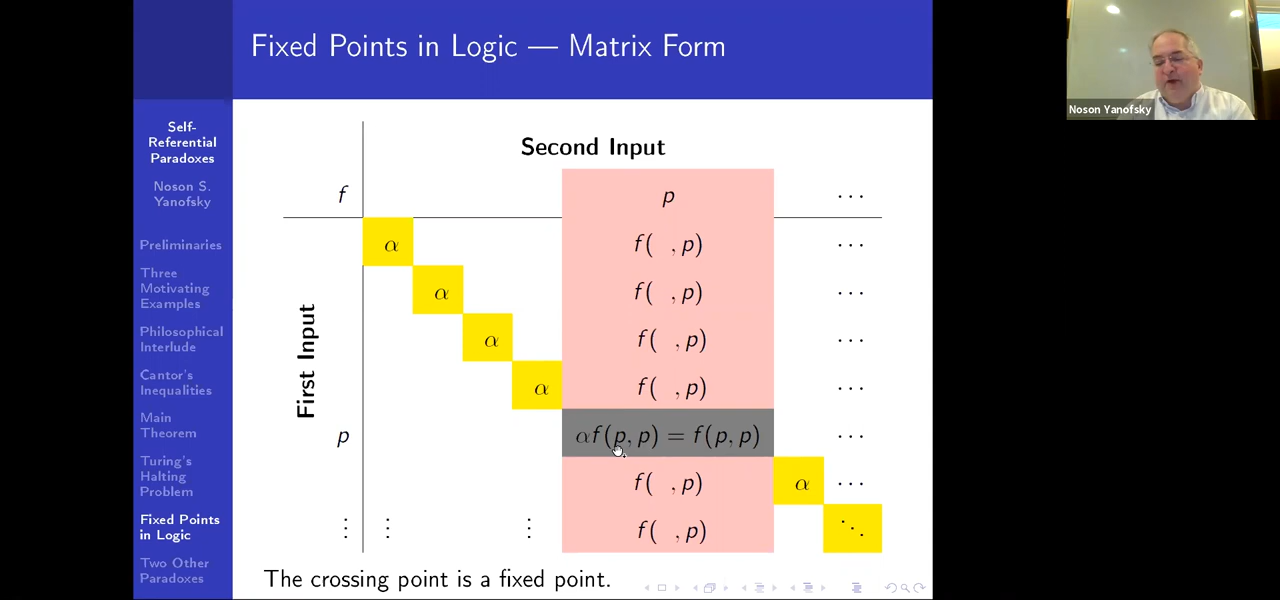 Fixed Points in Logic — Matrix Form
Noson Yanofsky
Self-
Referential
Paradoxes
Noson S.
Yanofsky
Preliminaries
Three
Motivating
Examples
Philosophical
Interlude
Cantor's
Inequalities
Main
Theorem
Turing's
Halting
Problem
Fixed Points
in Logic
Two Other
Paradoxes
Second Input
f p ⋯
First Input
α f( , p) ⋯
α f( , p) ⋯
α f( , p) ⋯
α f( , p) ⋯
p αf(p, p) = f(p, p) ⋯
f( , p) α ⋯
⋮ ⋮ ⋮ f( , p) ⋱
The crossing point is a fixed point.